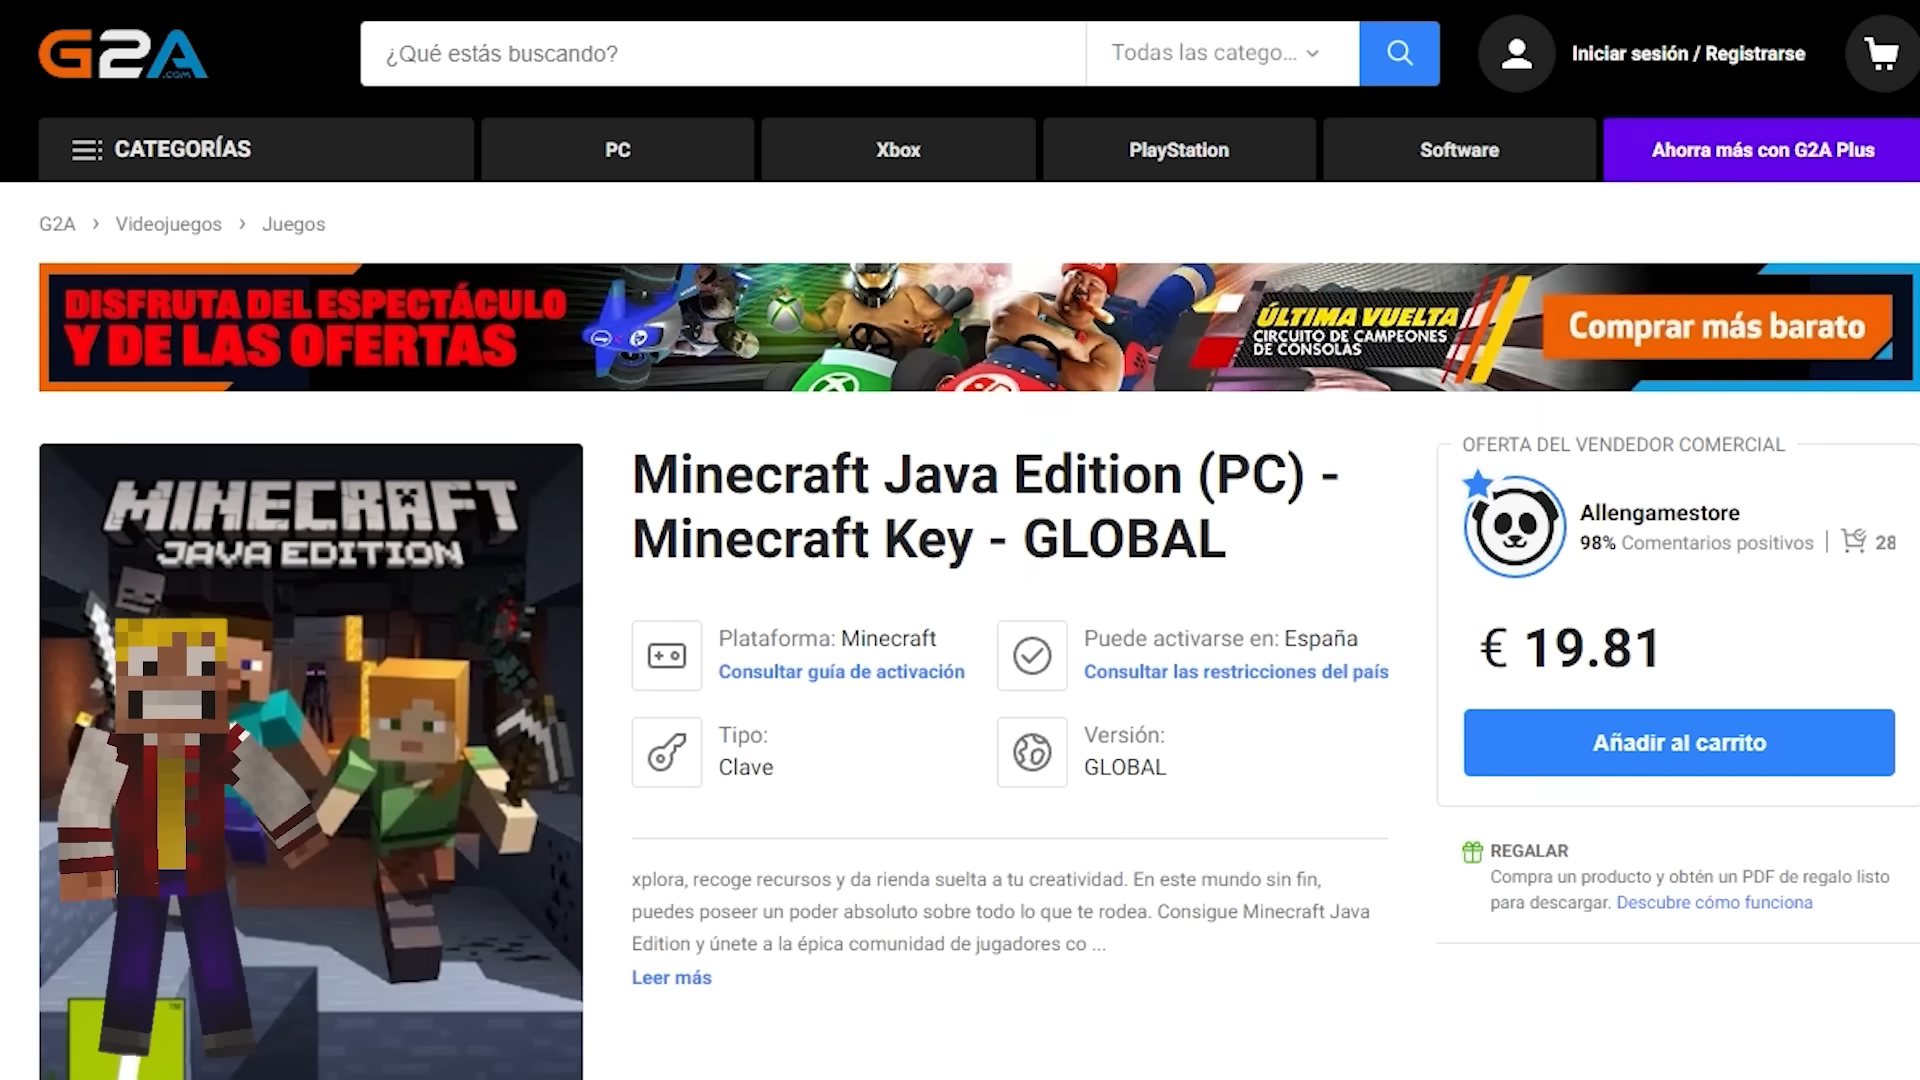 G2A.COM
¿Qué estás buscando?
Todas las catego...
Iniciar sesión / Registrarse
CATEGORÍAS
PC
Xbox
PlayStation
Software
Ahorra más con G2A Plus
G2A > Videojuegos > Juegos
DISFRUTA DEL ESPECTÁCULO
Y DE LAS OFERTAS
ÚLTIMA VUELTA
CIRCUITO DE CAMPEONES
DE CONSOLAS
Comprar más barato
MINECRAFT
JAVA EDITION
TM
Minecraft Java Edition (PC) -
Minecraft Key - GLOBAL
Plataforma: Minecraft
Consultar guía de activación
Puede activarse en: España
Consultar las restricciones del país
Tipo:
Clave
Versión:
GLOBAL
xplora, recoge recursos y da rienda suelta a tu creatividad. En este mundo sin fin,
puedes poseer un poder absoluto sobre todo lo que te rodea. Consigue Minecraft Java
Edition y únete a la épica comunidad de jugadores co ...
Leer más
OFERTA DEL VENDEDOR COMERCIAL
Allengamestore
98% Comentarios positivos | 28
€ 19.81
Añadir al carrito
REGALAR
Compra un producto y obtén un PDF de regalo listo
para descargar. Descubre cómo funciona